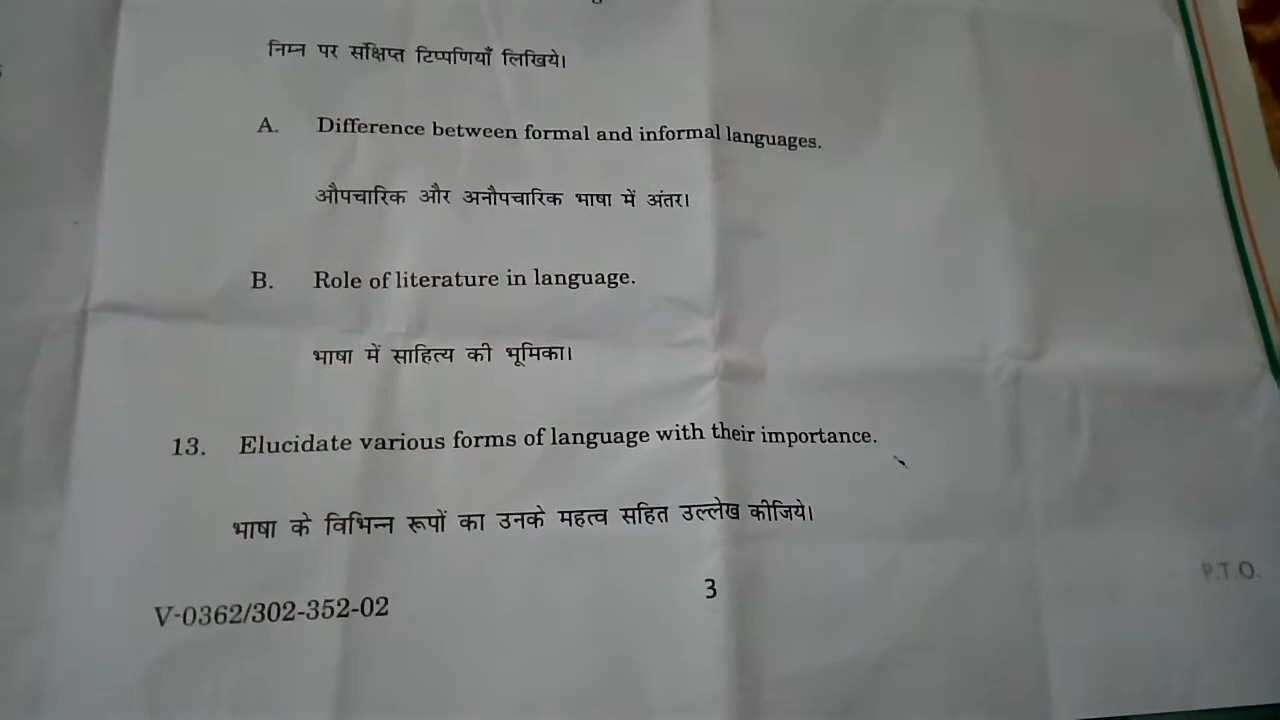 निम्न पर संक्षिप्त टिप्पणियाँ लिखिये।
A. Difference between formal and informal languages.
औपचारिक और अनौपचारिक भाषा में अंतर।
B. Role of literature in language.
भाषा में साहित्य की भूमिका।
13. Elucidate various forms of language with their importance.
भाषा के विभिन्न रूपों का उनके महत्व सहित उल्लेख कीजिये।
V-0362/302-352-02
3
P.T.O.